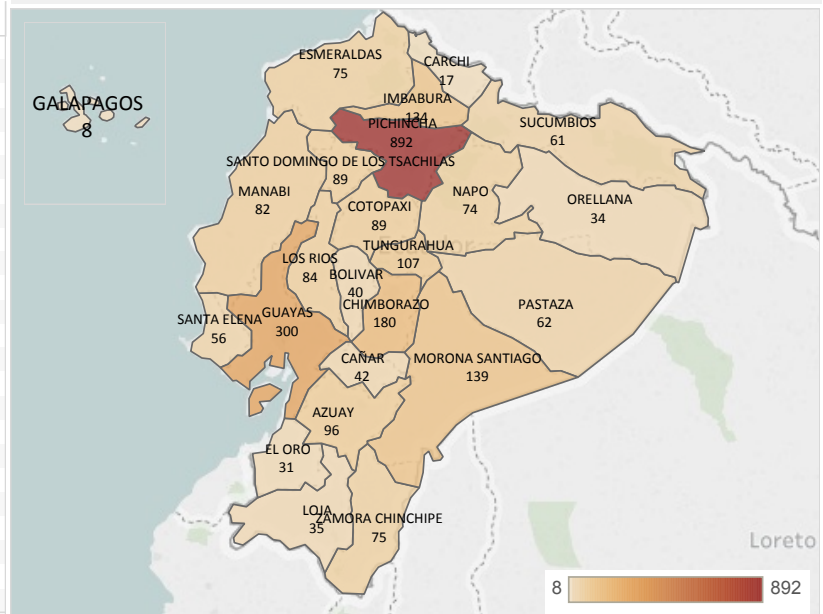 ESMERALDAS
75
CARCHI
17
GALAPAGOS
8
IMBABURA
134
PICHINCHA
892
SUCUMBIOS
61
SANTO DOMINGO DE LOS TSACHILAS
89
MANABI
82
NAPO
74
ORELLANA
34
COTOPAXI
89
TUNGURAHUA
107
LOS RIOS
84
BOLIVAR
40
CHIMBORAZO
180
PASTAZA
62
SANTA ELENA
56
GUAYAS
300
CAÑAR
42
MORONA SANTIAGO
139
AZUAY
96
EL ORO
31
LOJA
35
ZAMORA CHINCHIPE
75
Loreto
8
892